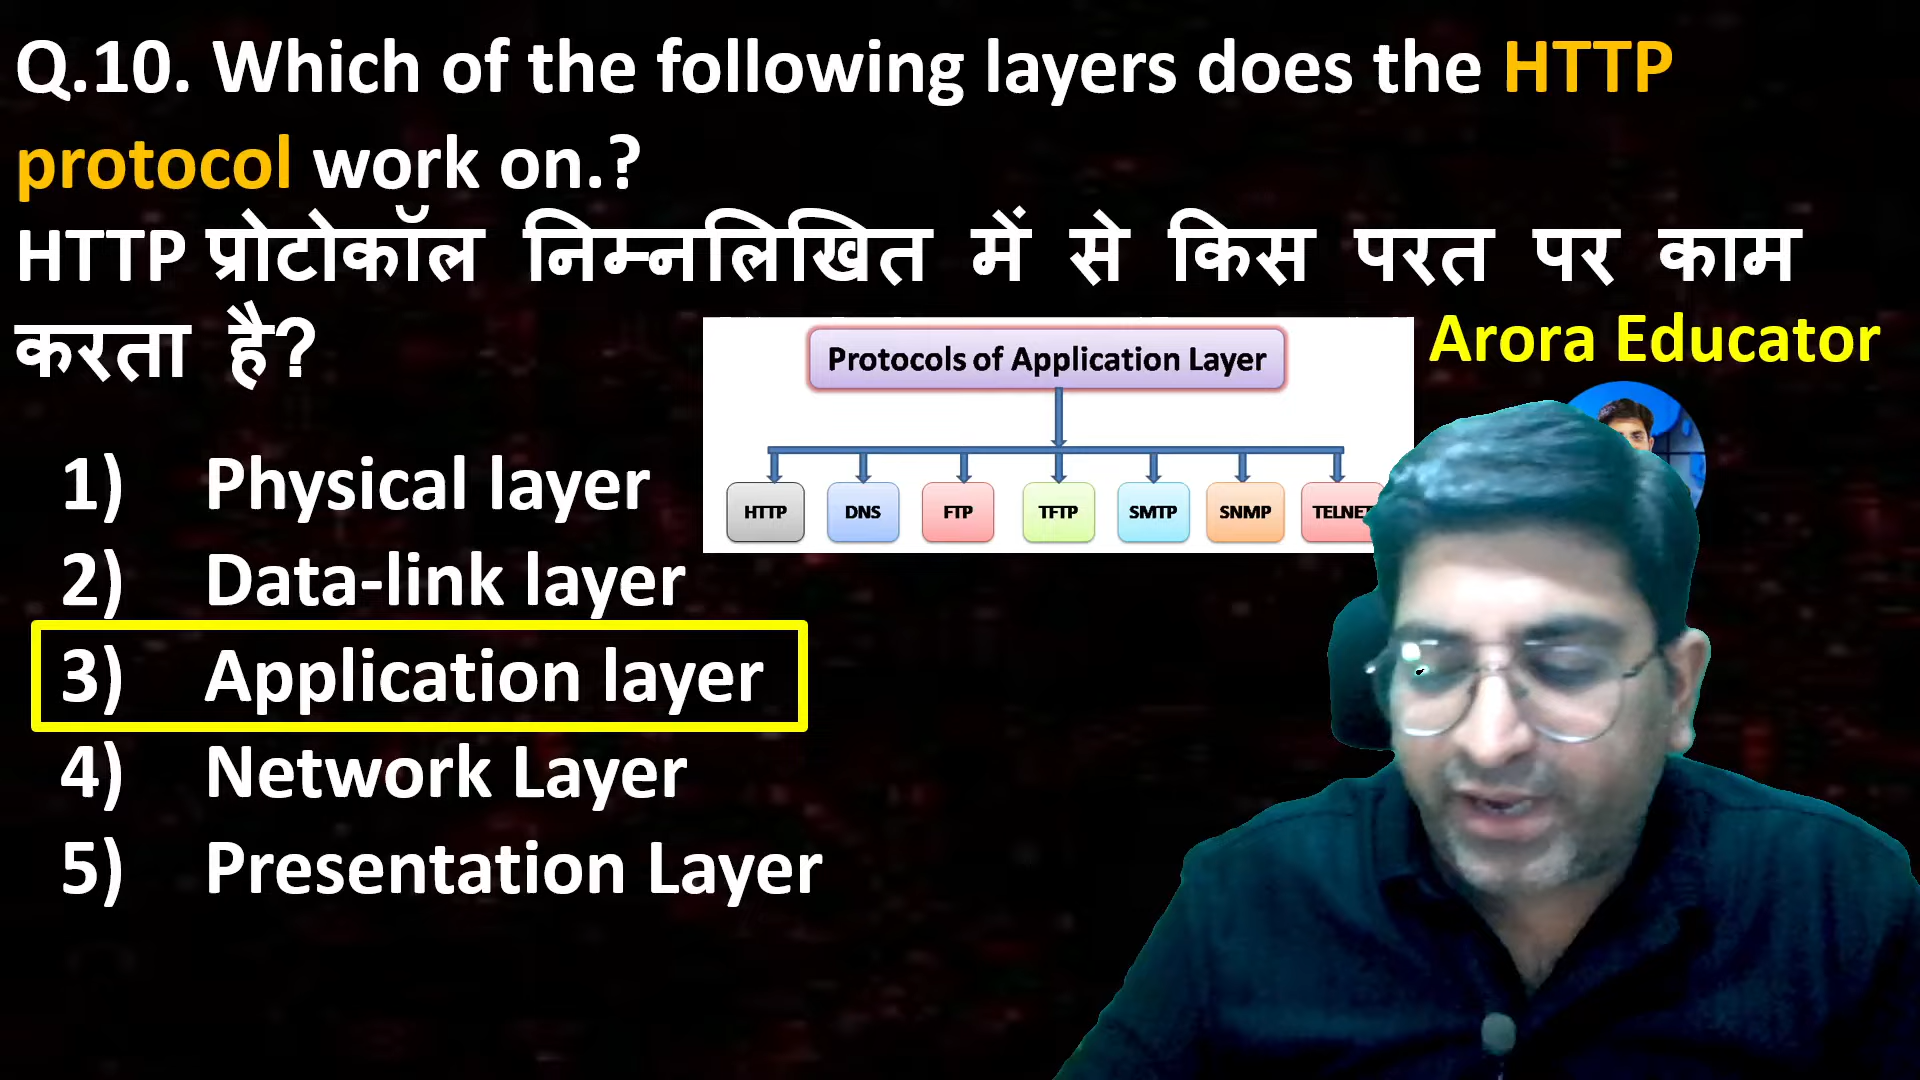 Q.10. Which of the following layers does the HTTP
protocol work on.?
HTTP प्रोटोकॉल निम्नलिखित में से किस परत पर काम
करता है?
Arora Educator
Protocols of Application Layer
HTTP DNS FTP TFTP SMTP SNMP TELNET
1) Physical layer
2) Data-link layer
3) Application layer
4) Network Layer
5) Presentation Layer